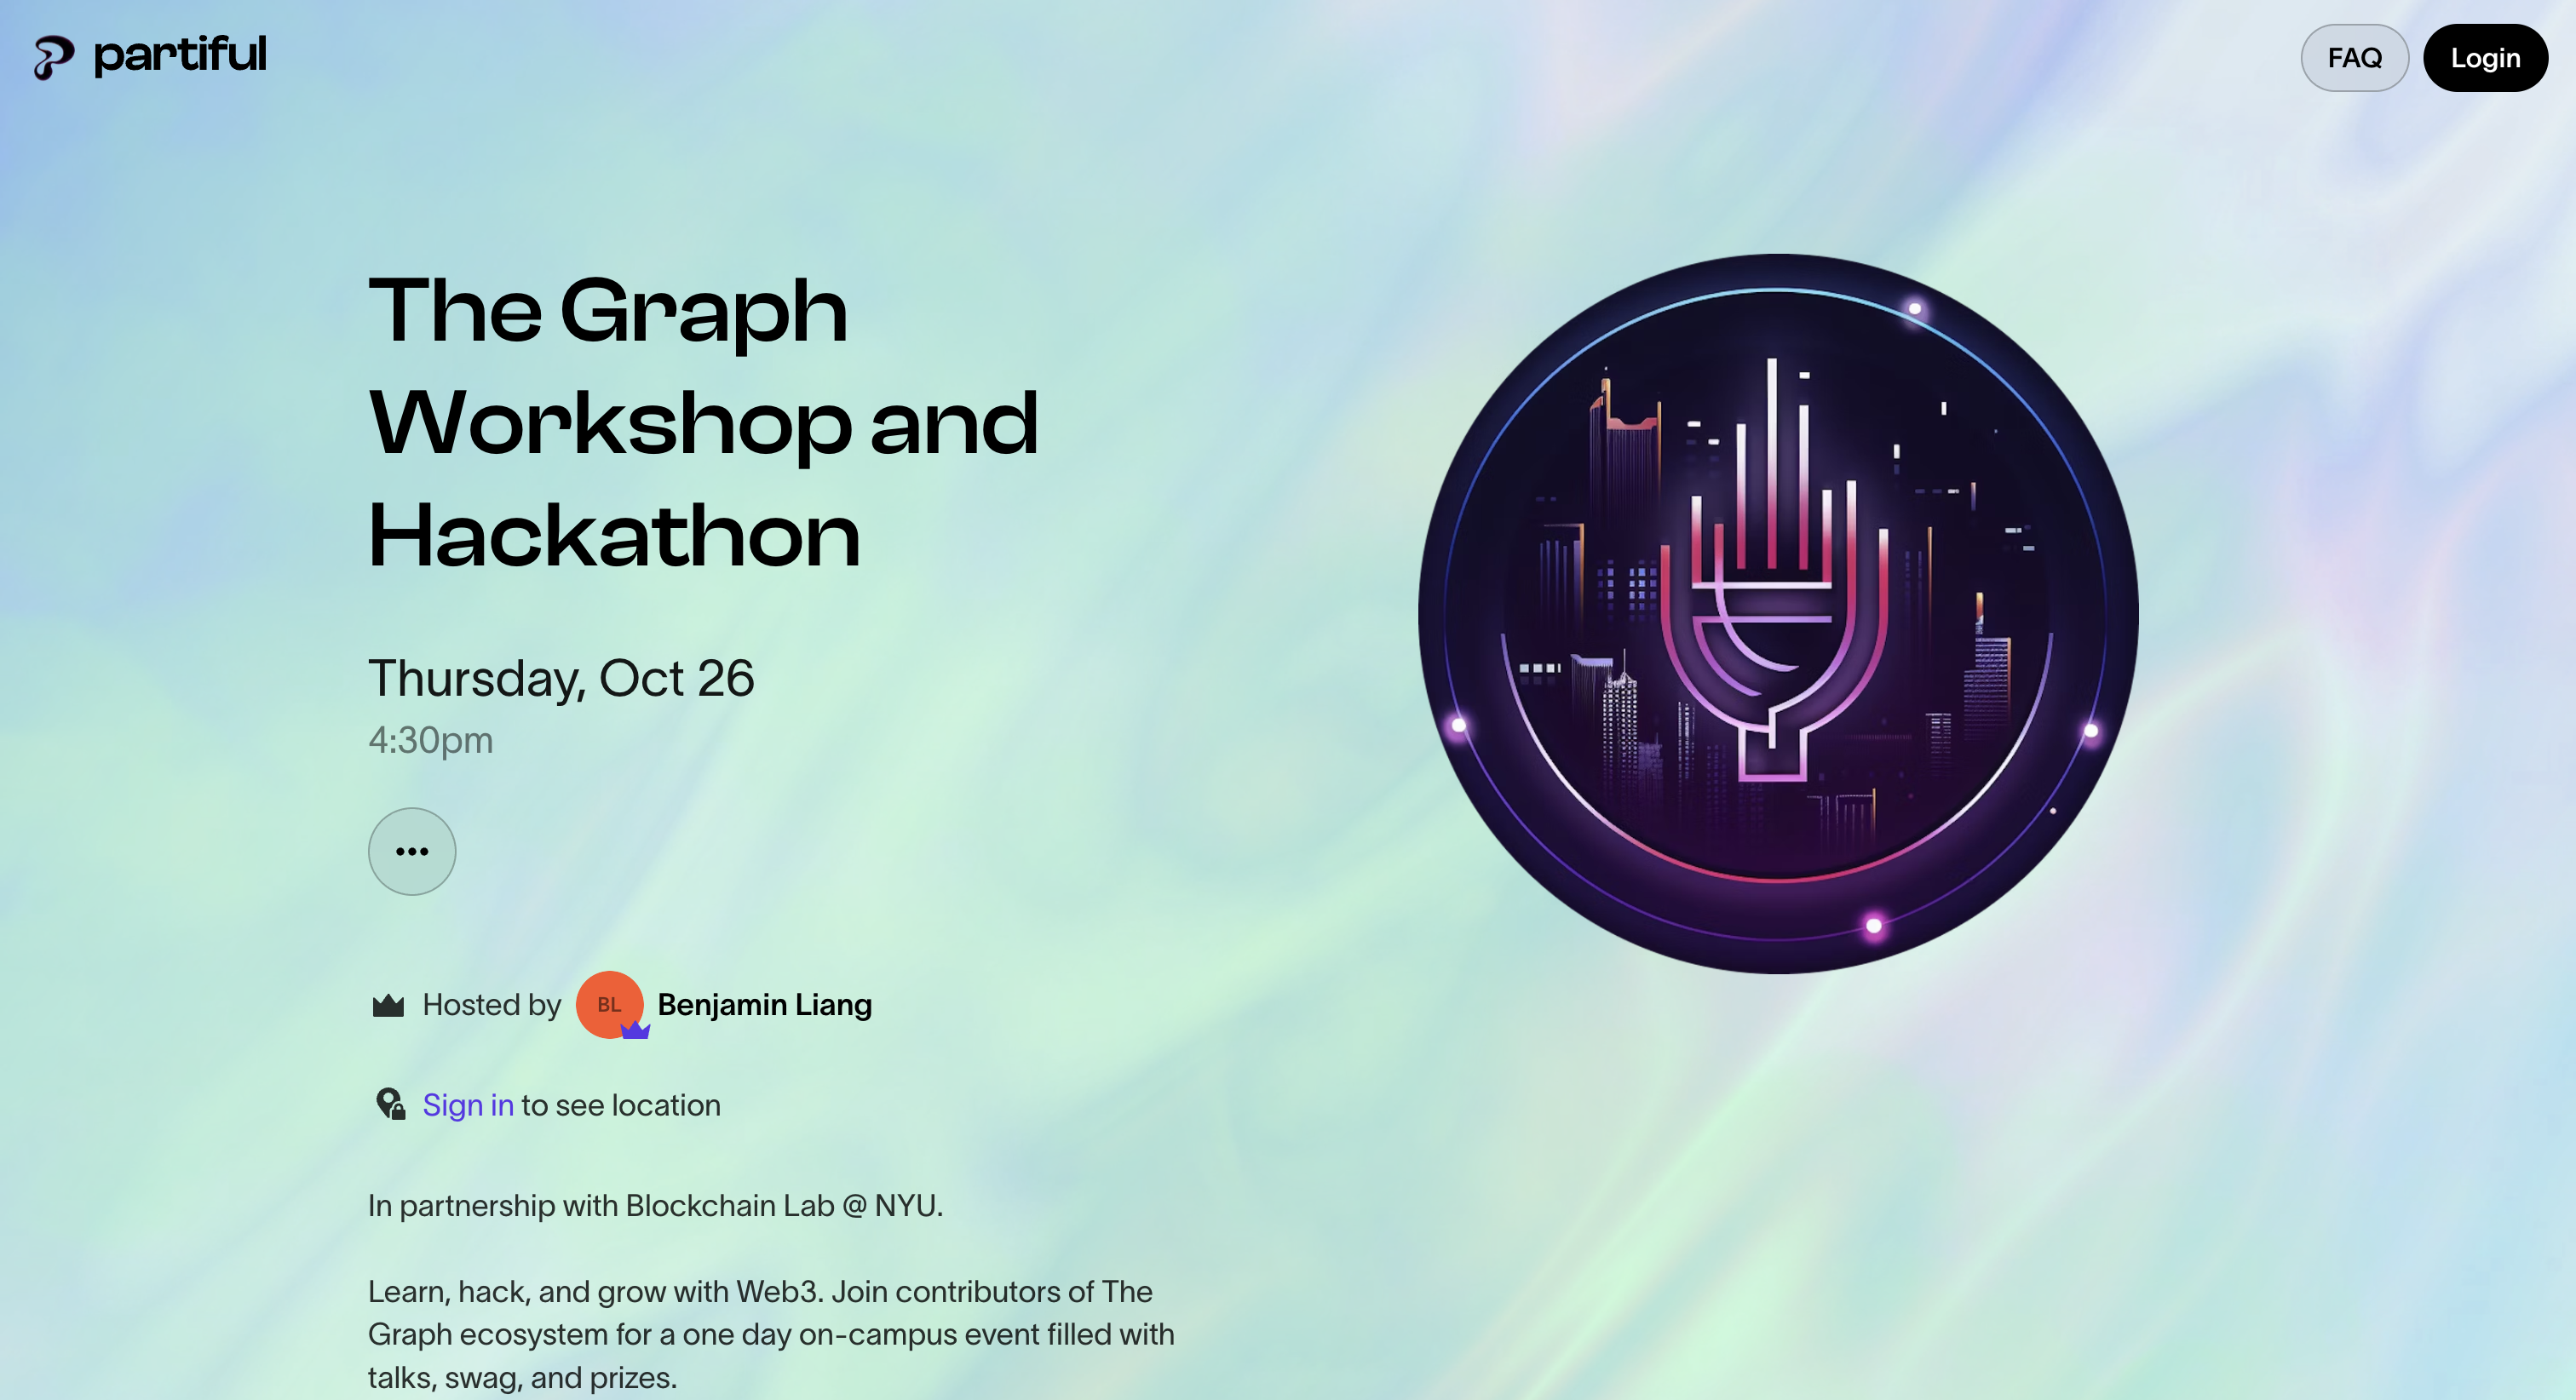 partiful
FAQ
Login
The Graph
Workshop and
Hackathon
Thursday, Oct 26
4:30pm
Hosted by BL Benjamin Liang
Sign in to see location
In partnership with Blockchain Lab @ NYU.
Learn, hack, and grow with Web3. Join contributors of The
Graph ecosystem for a one day on-campus event filled with
talks, swag, and prizes.